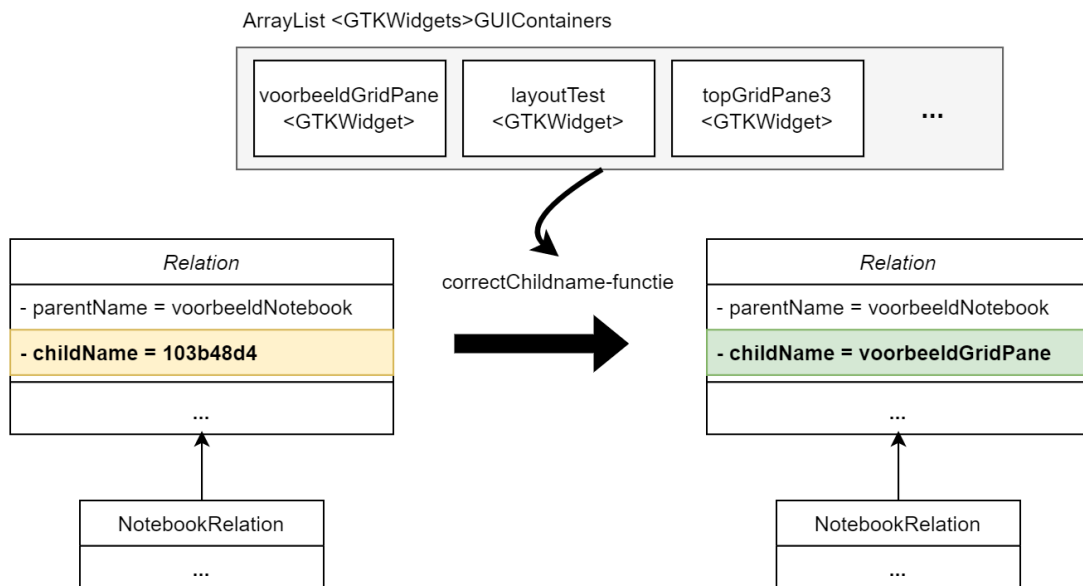 ArrayList <GTKWidgets>GUIContainers
voorbeeldGridPane
<GTKWidget>
layoutTest
<GTKWidget>
topGridPane3
<GTKWidget>
...
correctChildname-functie
Relation
- parentName = voorbeeldNotebook
- childName = 103b48d4
...
NotebookRelation
...
Relation
- parentName = voorbeeldNotebook
- childName = voorbeeldGridPane
...
NotebookRelation
...